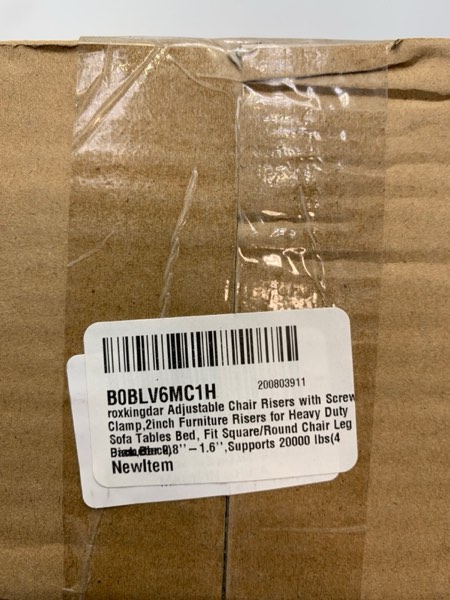 B0BLV6MC1H
200803911
roxkingdar Adjustable Chair Risers with Screw
Clamp,2inch Furniture Risers for Heavy Duty
Sofa Tables Bed, Fit Square/Round Chair Leg
0.8''-1.6'',Supports 20000 lbs(4
NewItem